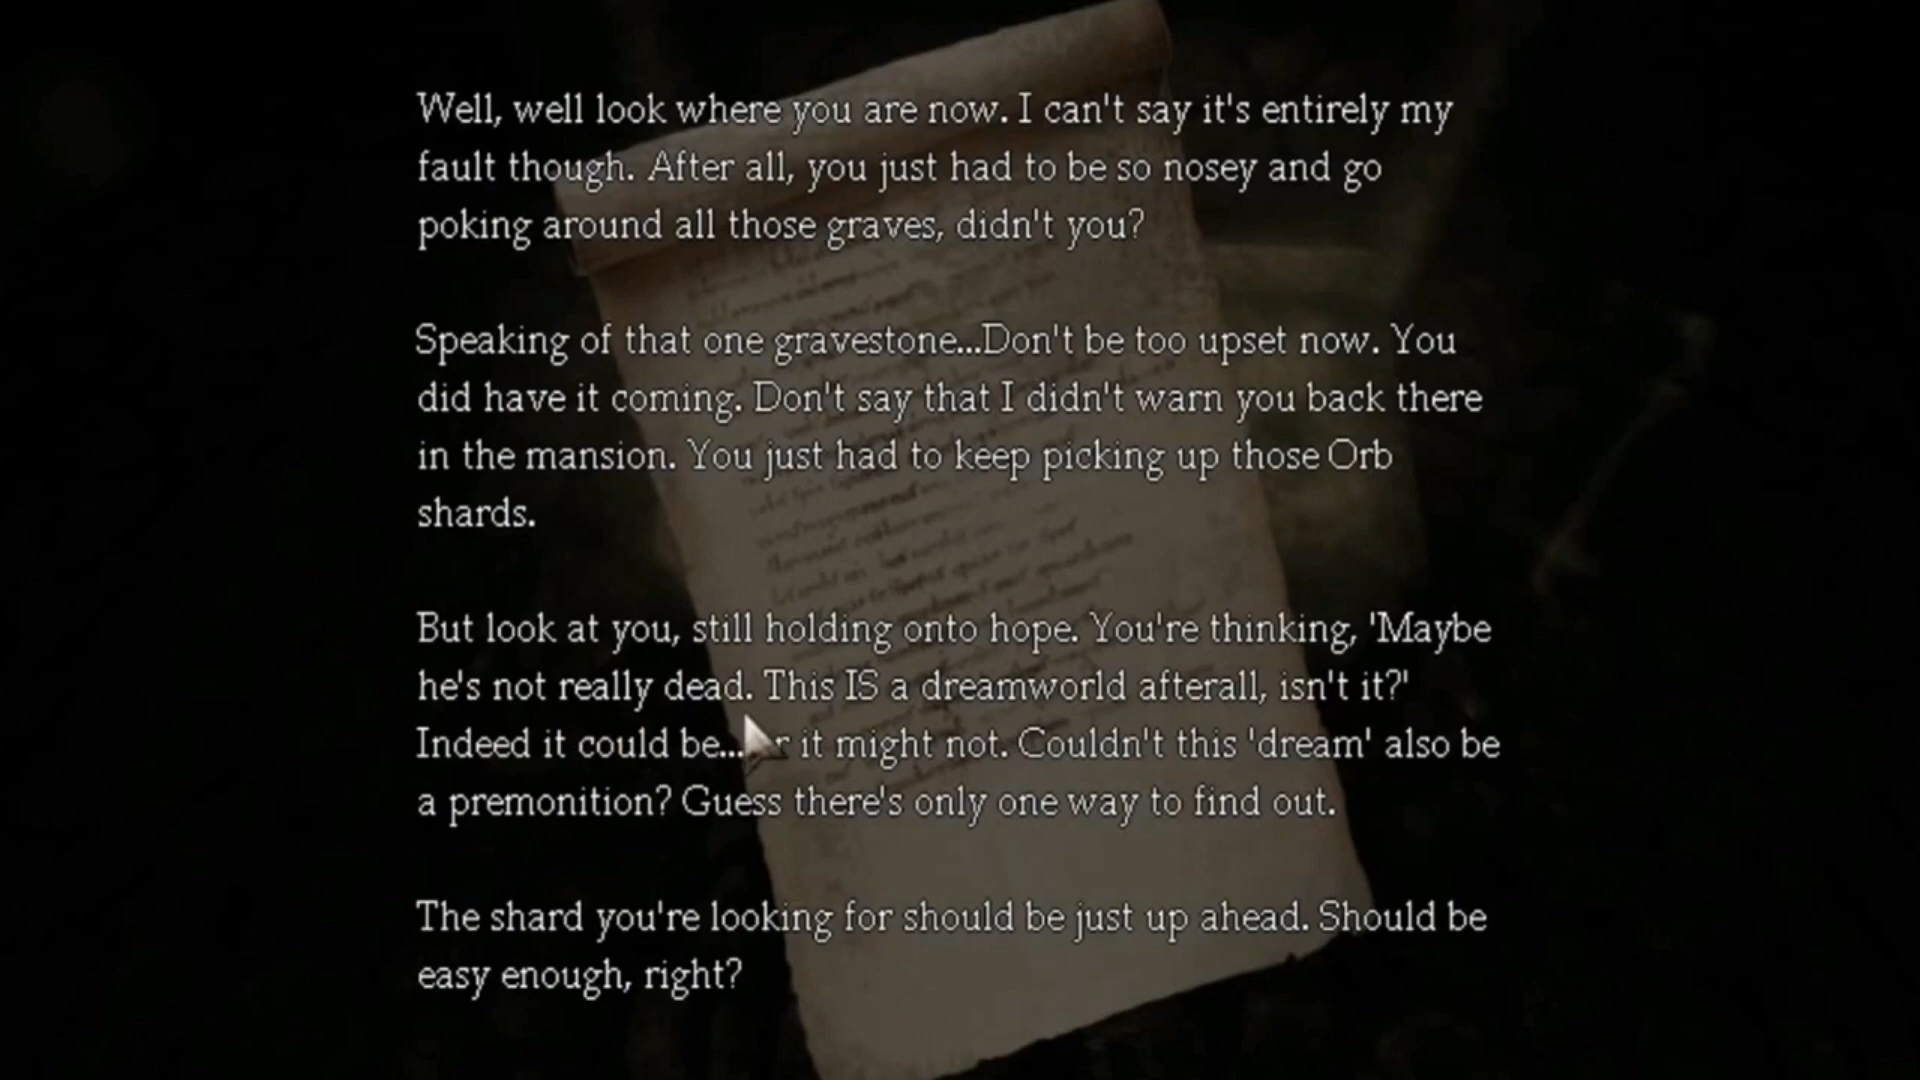 Well, well look where you are now. I can't say it's entirely my
fault though. After all, you just had to be so nosey and go
poking around all those graves, didn't you?
Speaking of that one gravestone...Don't be too upset now. You
did have it coming. Don't say that I didn't warn you back there
in the mansion. You just had to keep picking up those Orb
shards.
But look at you, still holding onto hope. You're thinking, 'Maybe
he's not really dead. This IS a dreamworld afterall, isn't it?'
Indeed it could be... it might not. Couldn't this 'dream' also be
a premonition? Guess there's only one way to find out.
The shard you're looking for should be just up ahead. Should be
easy enough, right?